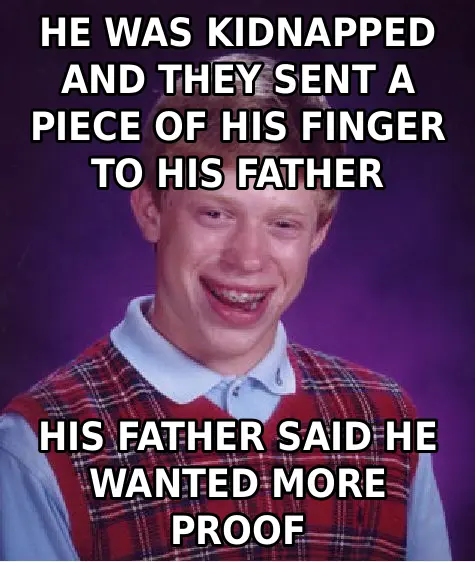 HE WAS KIDNAPPED
AND THEY SENT A
PIECE OF HIS FINGER
TO HIS FATHER
HIS FATHER SAID HE
WANTED MORE
PROOF